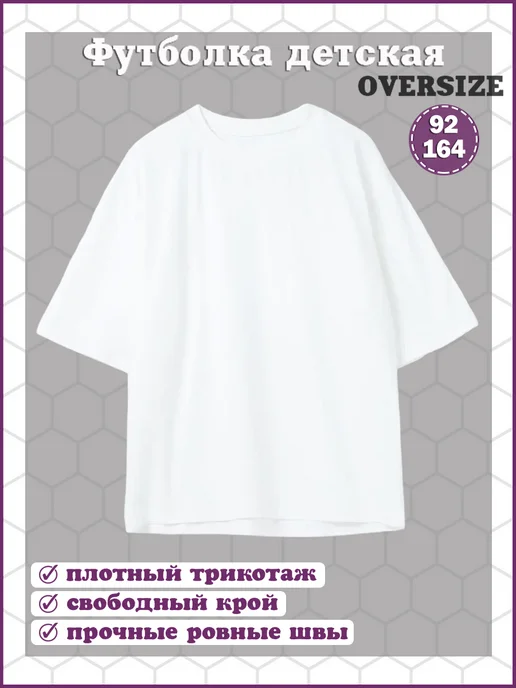 Футболка детская
OVERSIZE
92
164
плотный трикотаж
свободный крой
прочные ровные швы